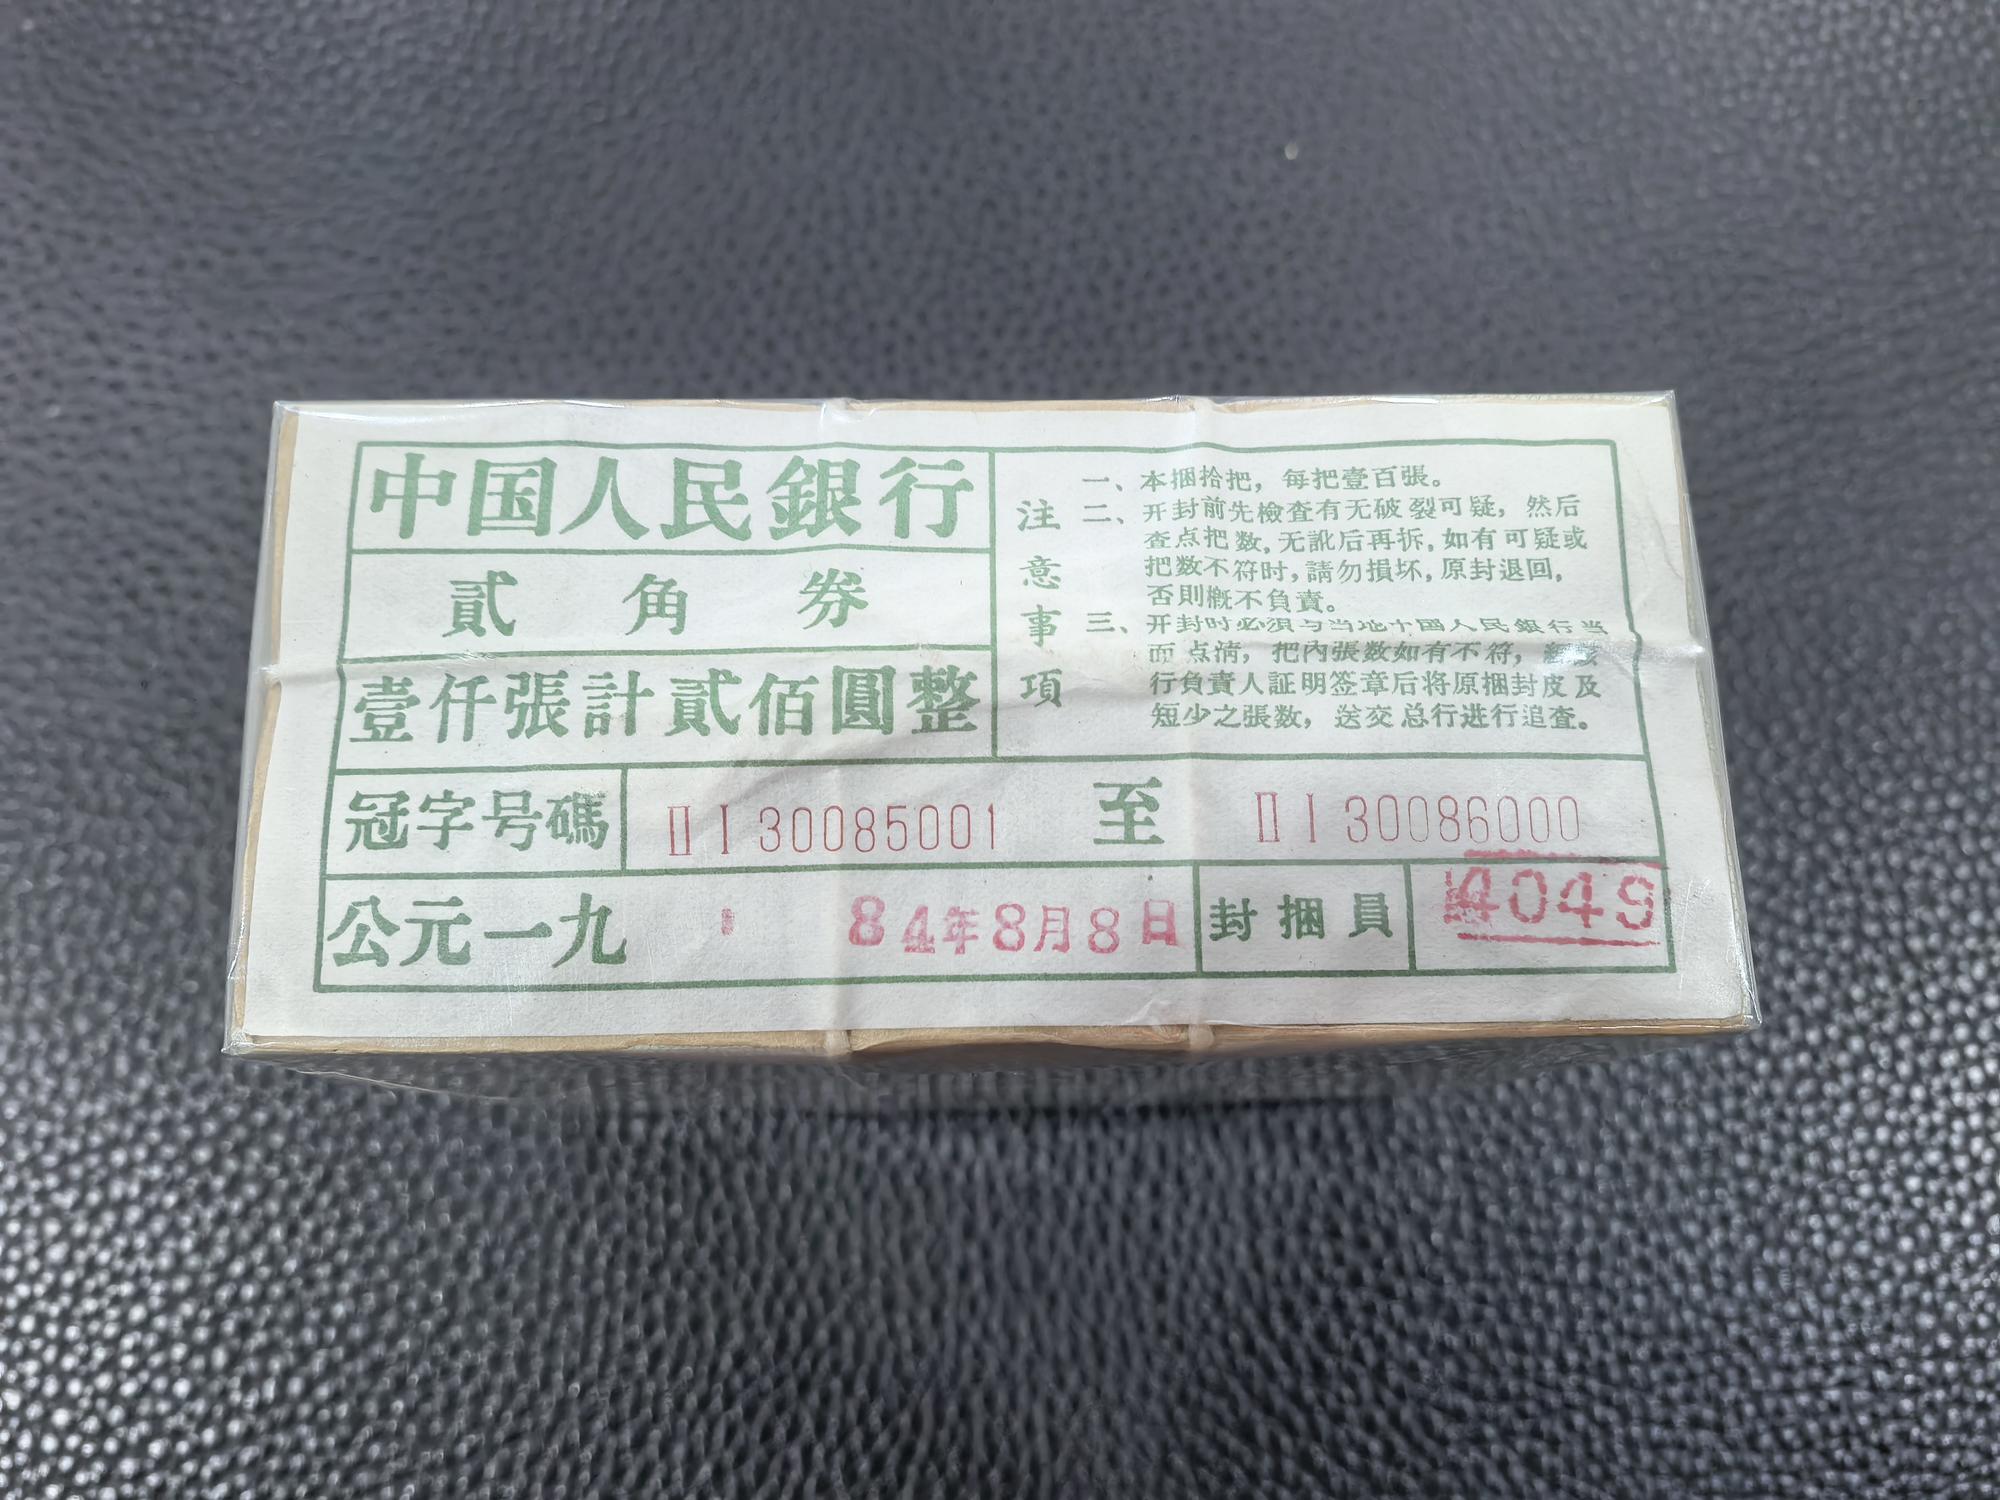 中国人民銀行
貳角券
壹仟張計貳佰圓整
注意事項
一、本捆拾把，每把壹百張。
二、开封前先檢查有无破裂可疑，然后
查点把数，无訛后再拆，如有可疑或
把数不符时，請勿損坏，原封退回，
否則概不負責。
三、开封时必須与当地中国人民銀行当
面点清，把內張数如有不符，
行負責人証明签章后将原捆封皮及
短少之張数，送交总行进行追查。
冠字号碼 ⅡⅠ30085001 至 ⅡⅠ30086000
公元一九 84年8月8日 封捆員 4049